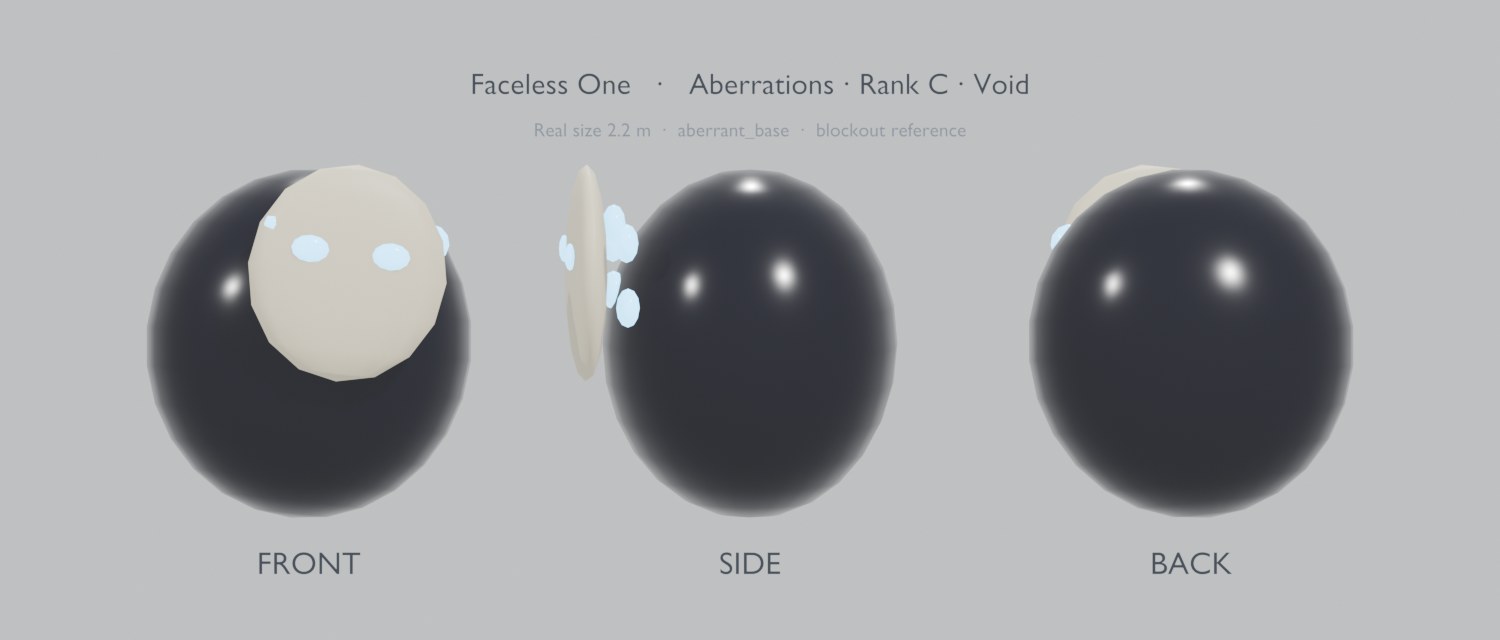 Faceless One · Aberrations · Rank C · Void
Real size 2.2 m · aberrant_base · blockout reference
FRONT SIDE BACK